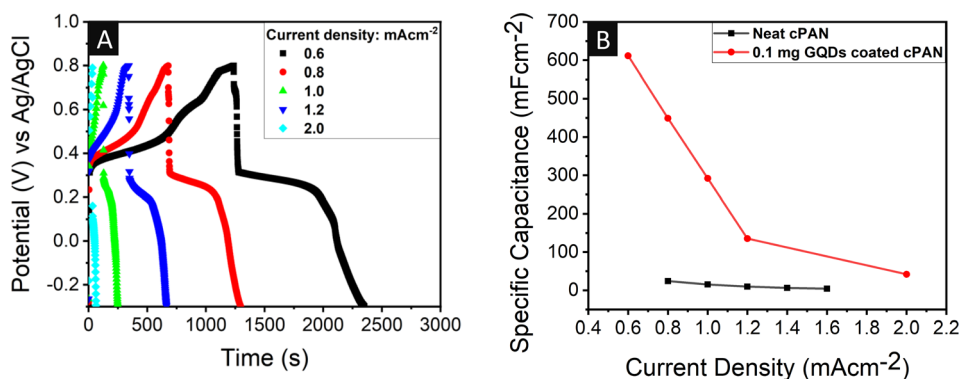 A
Current density: mAcm-2
0.6
0.8
1.0
1.2
2.0
1.0
0.8
0.6
0.4
0.2
0.0
-0.2
Potential (V) vs Ag/AgCl
0 500 1000 1500 2000 2500 3000
Time (s)
B
Neat cPAN
0.1 mg GQDs coated cPAN
700
600
500
400
300
200
100
0
Specific Capacitance (mFcm-2)
0.4 0.6 0.8 1.0 1.2 1.4 1.6 1.8 2.0 2.2
Current Density (mAcm-2)